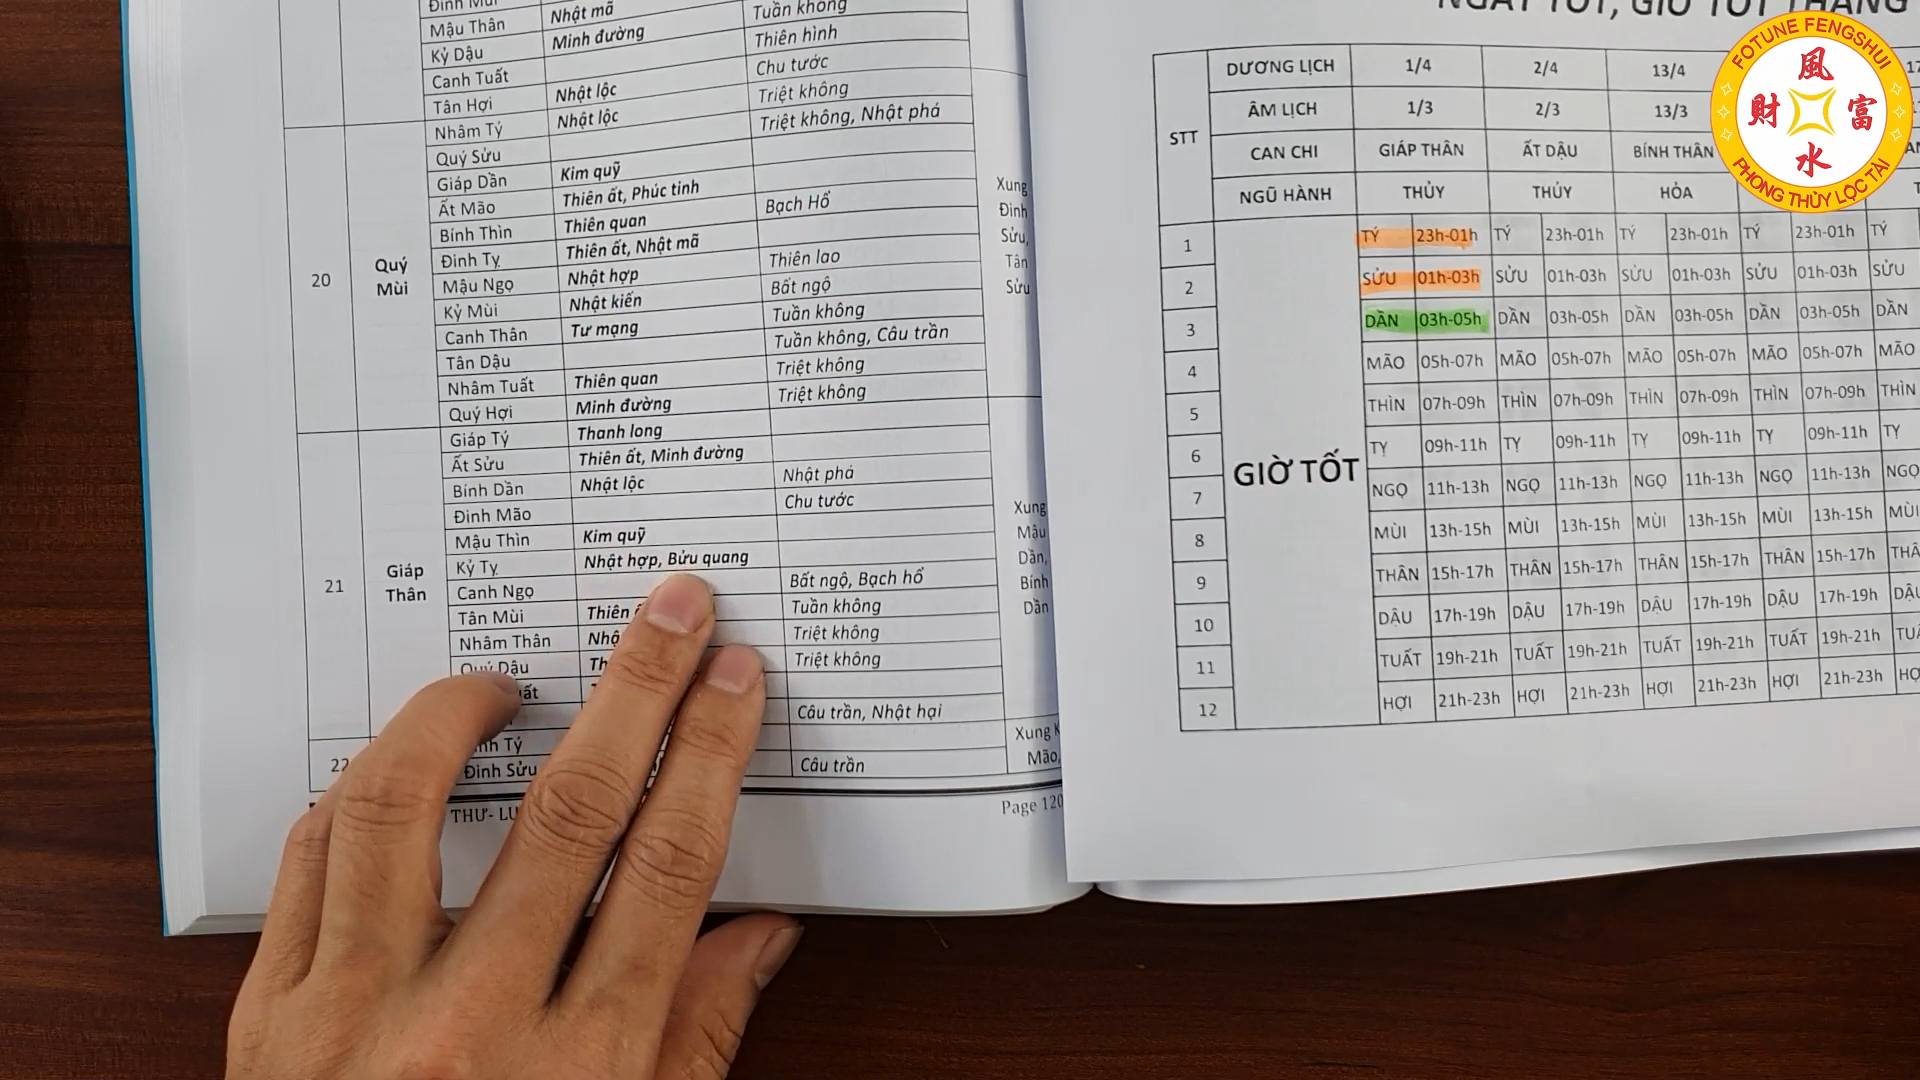 Mậu Thân Nhật mã Tuần không
Kỷ Dậu Minh đường Thiên hình
Canh Tuất Chu tước
Tân Hợi Nhật lộc Triệt không
20 Quý Mùi
Nhâm Tý Nhật lộc Triệt không, Nhật phá
Quý Sửu
Giáp Dần Kim quỹ
Ất Mão Thiên ất, Phúc tinh Bạch Hổ
Bính Thìn Thiên quan
Đinh Tỵ Thiên ất, Nhật mã Thiên lao
Mậu Ngọ Nhật hợp Bất ngộ
Kỷ Mùi Nhật kiến Tuần không
Canh Thân Tư mạng Tuần không, Câu trần
Tân Dậu Triệt không
Nhâm Tuất Thiên quan Triệt không
Quý Hợi Minh đường
Xung
Đinh
Sửu,
Tân
Sửu
21 Giáp Thân
Giáp Tý Thanh long
Ất Sửu Thiên ất, Minh đường Nhật phá
Bính Dần Nhật lộc Chu tước
Đinh Mão
Mậu Thìn Kim quỹ
Kỷ Tỵ Nhật hợp, Bửu quang Bất ngộ, Bạch hổ
Canh Ngọ Tuần không
Tân Mùi Thiên Triệt không
Nhâm Thân Triệt không
Quý Dậu
Câu trần, Nhật hại
Xung
Mậu
Dần,
Bính
Dần
22
Tý
Đinh Sửu Câu trần
Xung
Mão,
THƯ- Page 120
NGÀY TỐT, GIỜ TỐT THÁNG
STT DƯƠNG LỊCH 1/4 2/4 13/4
ÂM LỊCH 1/3 2/3 13/3
CAN CHI GIÁP THÂN ẤT DẬU BÍNH THÂN
NGŨ HÀNH THỦY THỦY HỎA
GIỜ TỐT
1 TÝ 23h-01h TÝ 23h-01h TÝ 23h-01h TÝ 23h-01h TÝ
2 SỬU 01h-03h SỬU 01h-03h SỬU 01h-03h SỬU 01h-03h SỬU
3 DẦN 03h-05h DẦN 03h-05h DẦN 03h-05h DẦN 03h-05h DẦN
4 MÃO 05h-07h MÃO 05h-07h MÃO 05h-07h MÃO 05h-07h MÃO
5 THÌN 07h-09h THÌN 07h-09h THÌN 07h-09h THÌN 07h-09h THÌN
6 TỴ 09h-11h TỴ 09h-11h TỴ 09h-11h TỴ 09h-11h TỴ
7 NGỌ 11h-13h NGỌ 11h-13h NGỌ 11h-13h NGỌ 11h-13h NGỌ
8 MÙI 13h-15h MÙI 13h-15h MÙI 13h-15h MÙI 13h-15h MÙI
9 THÂN 15h-17h THÂN 15h-17h THÂN 15h-17h THÂN 15h-17h
10 DẬU 17h-19h DẬU 17h-19h DẬU 17h-19h DẬU 17h-19h DẬU
11 TUẤT 19h-21h TUẤT 19h-21h TUẤT 19h-21h TUẤT 19h-21h
12 HỢI 21h-23h HỢI 21h-23h HỢI 21h-23h HỢI 21h-23h
FOTUNE FENGSHUI
風
財 富
水
PHONG THỦY LỘC TÀI